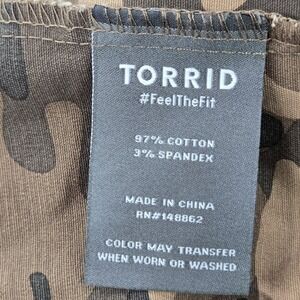 TORRID
#FeelTheFit
97% COTTON
3% SPANDEX
MADE IN CHINA
RN#148862
COLOR MAY TRANSFER
WHEN WORN OR WASHED